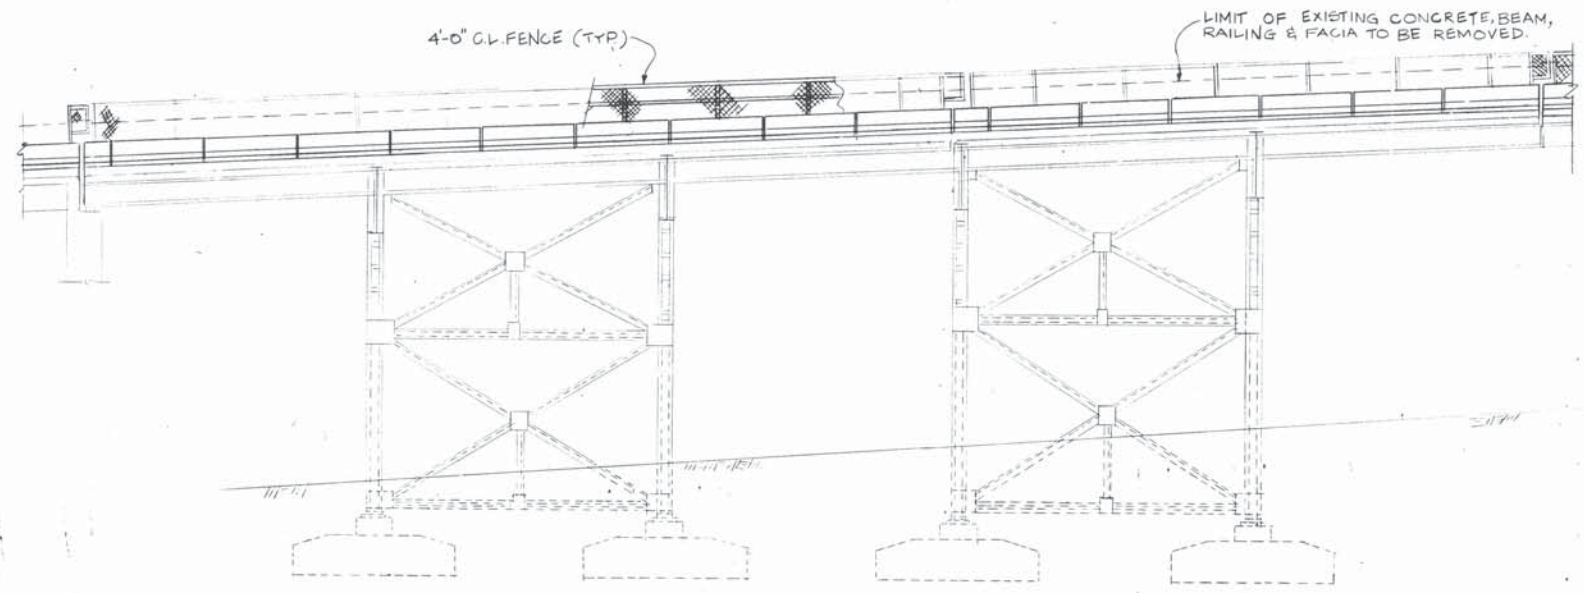 4'-0" C.L. FENCE (TYP.)
LIMIT OF EXISTING CONCRETE, BEAM,
RAILING & FACIA TO BE REMOVED.